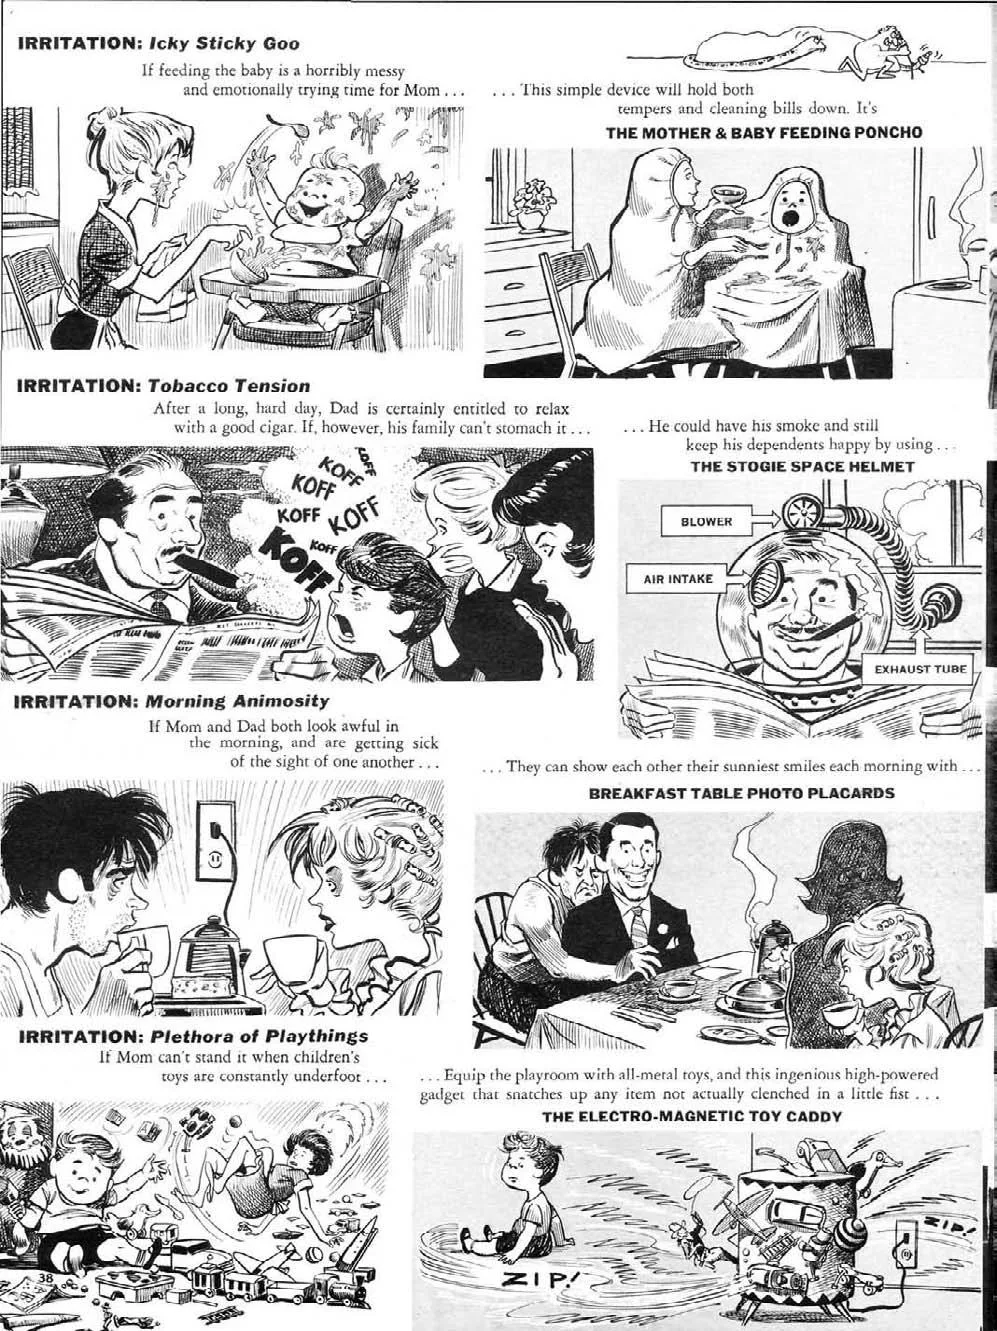 IRRITATION: Icky Sticky Goo
If feeding the baby is a horribly messy
and emotionally trying time for Mom . . .
. . . This simple device will hold both
tempers and cleaning bills down. It's
THE MOTHER & BABY FEEDING PONCHO
IRRITATION: Tobacco Tension
After a long, hard day, Dad is certainly entitled to relax
with a good cigar. If, however, his family can't stomach it . . .
KOFF
KOFF
KOFF
KOFF
KOFF
KOFF
KOFF
. . . He could have his smoke and still
keep his dependents happy by using . . .
THE STOGIE SPACE HELMET
BLOWER
AIR INTAKE
EXHAUST TUBE
IRRITATION: Morning Animosity
If Mom and Dad both look awful in
the morning, and are getting sick
of the sight of one another . . .
. . . They can show each other their sunniest smiles each morning with . . .
BREAKFAST TABLE PHOTO PLACARDS
IRRITATION: Plethora of Playthings
If Mom can't stand it when children's
toys are constantly underfoot . . .
38
. . . Equip the playroom with all-metal toys, and this ingenious high-powered
gadget that snatches up any item not actually clenched in a little fist . . .
THE ELECTRO-MAGNETIC TOY CADDY
ZIP!
ZIP!